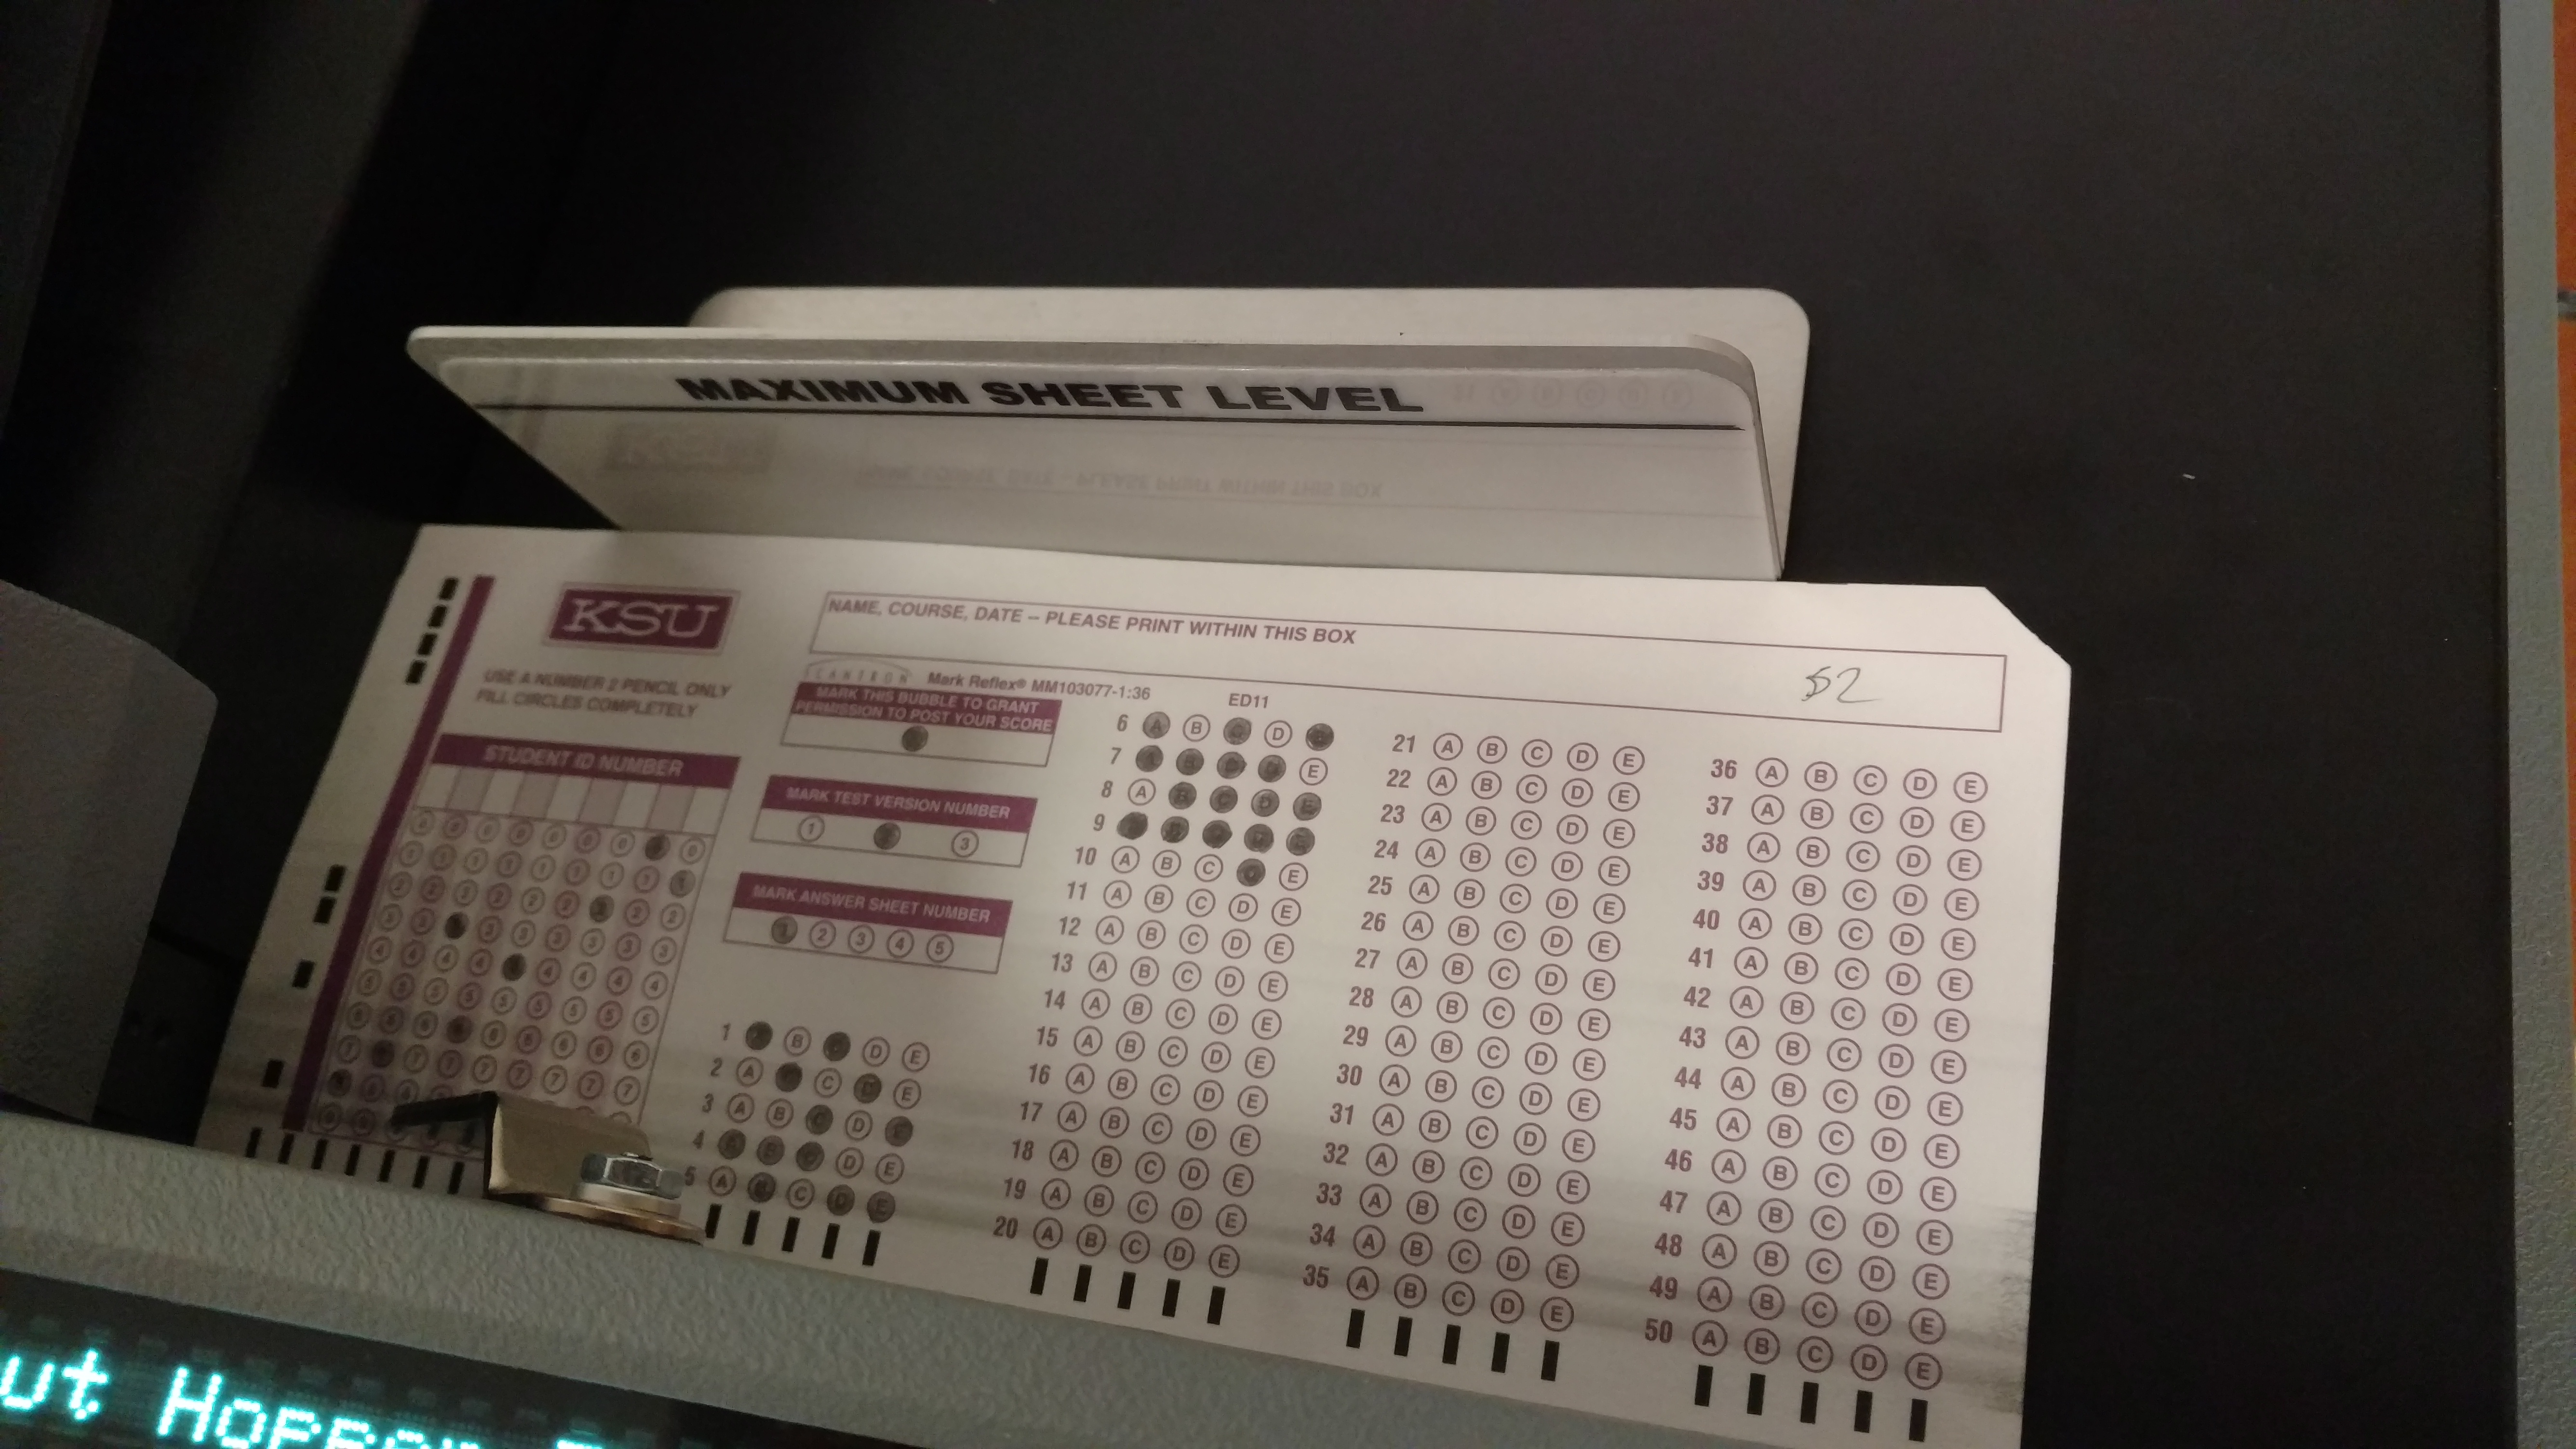 MAXIMUM SHEET LEVEL
KSU
USE A NUMBER 2 PENCIL ONLY
FILL CIRCLES COMPLETELY
STUDENT ID NUMBER
NAME, COURSE, DATE – PLEASE PRINT WITHIN THIS BOX
52
SCANTRON Mark Reflex® MM103077-1:36
ED11
MARK THIS BUBBLE TO GRANT
PERMISSION TO POST YOUR SCORE
MARK TEST VERSION NUMBER
1 3
MARK ANSWER SHEET NUMBER
1 2 3 4 5
1 B D E
2 A C D E
3 A B C D E
4 B D E
5 A B C D E
6 A B C D
7 B E
8 A B C D E
9
10 A B C E
11 A B C D E
12 A B C D E
13 A B C D E
14 A B C D E
15 A B C D E
16 A B C D E
17 A B C D E
18 A B C D E
19 A B C D E
20 A B C D E
21 A B C D E
22 A B C D E
23 A B C D E
24 A B C D E
25 A B C D E
26 A B C D E
27 A B C D E
28 A B C D E
29 A B C D E
30 A B C D E
31 A B C D E
32 A B C D E
33 A B C D E
34 A B C D E
35 A B C D E
36 A B C D E
37 A B C D E
38 A B C D E
39 A B C D E
40 A B C D E
41 A B C D E
42 A B C D E
43 A B C D E
44 A B C D E
45 A B C D E
46 A B C D E
47 A B C D E
48 A B C D E
49 A B C D E
50 A B C D E
ut Hopper